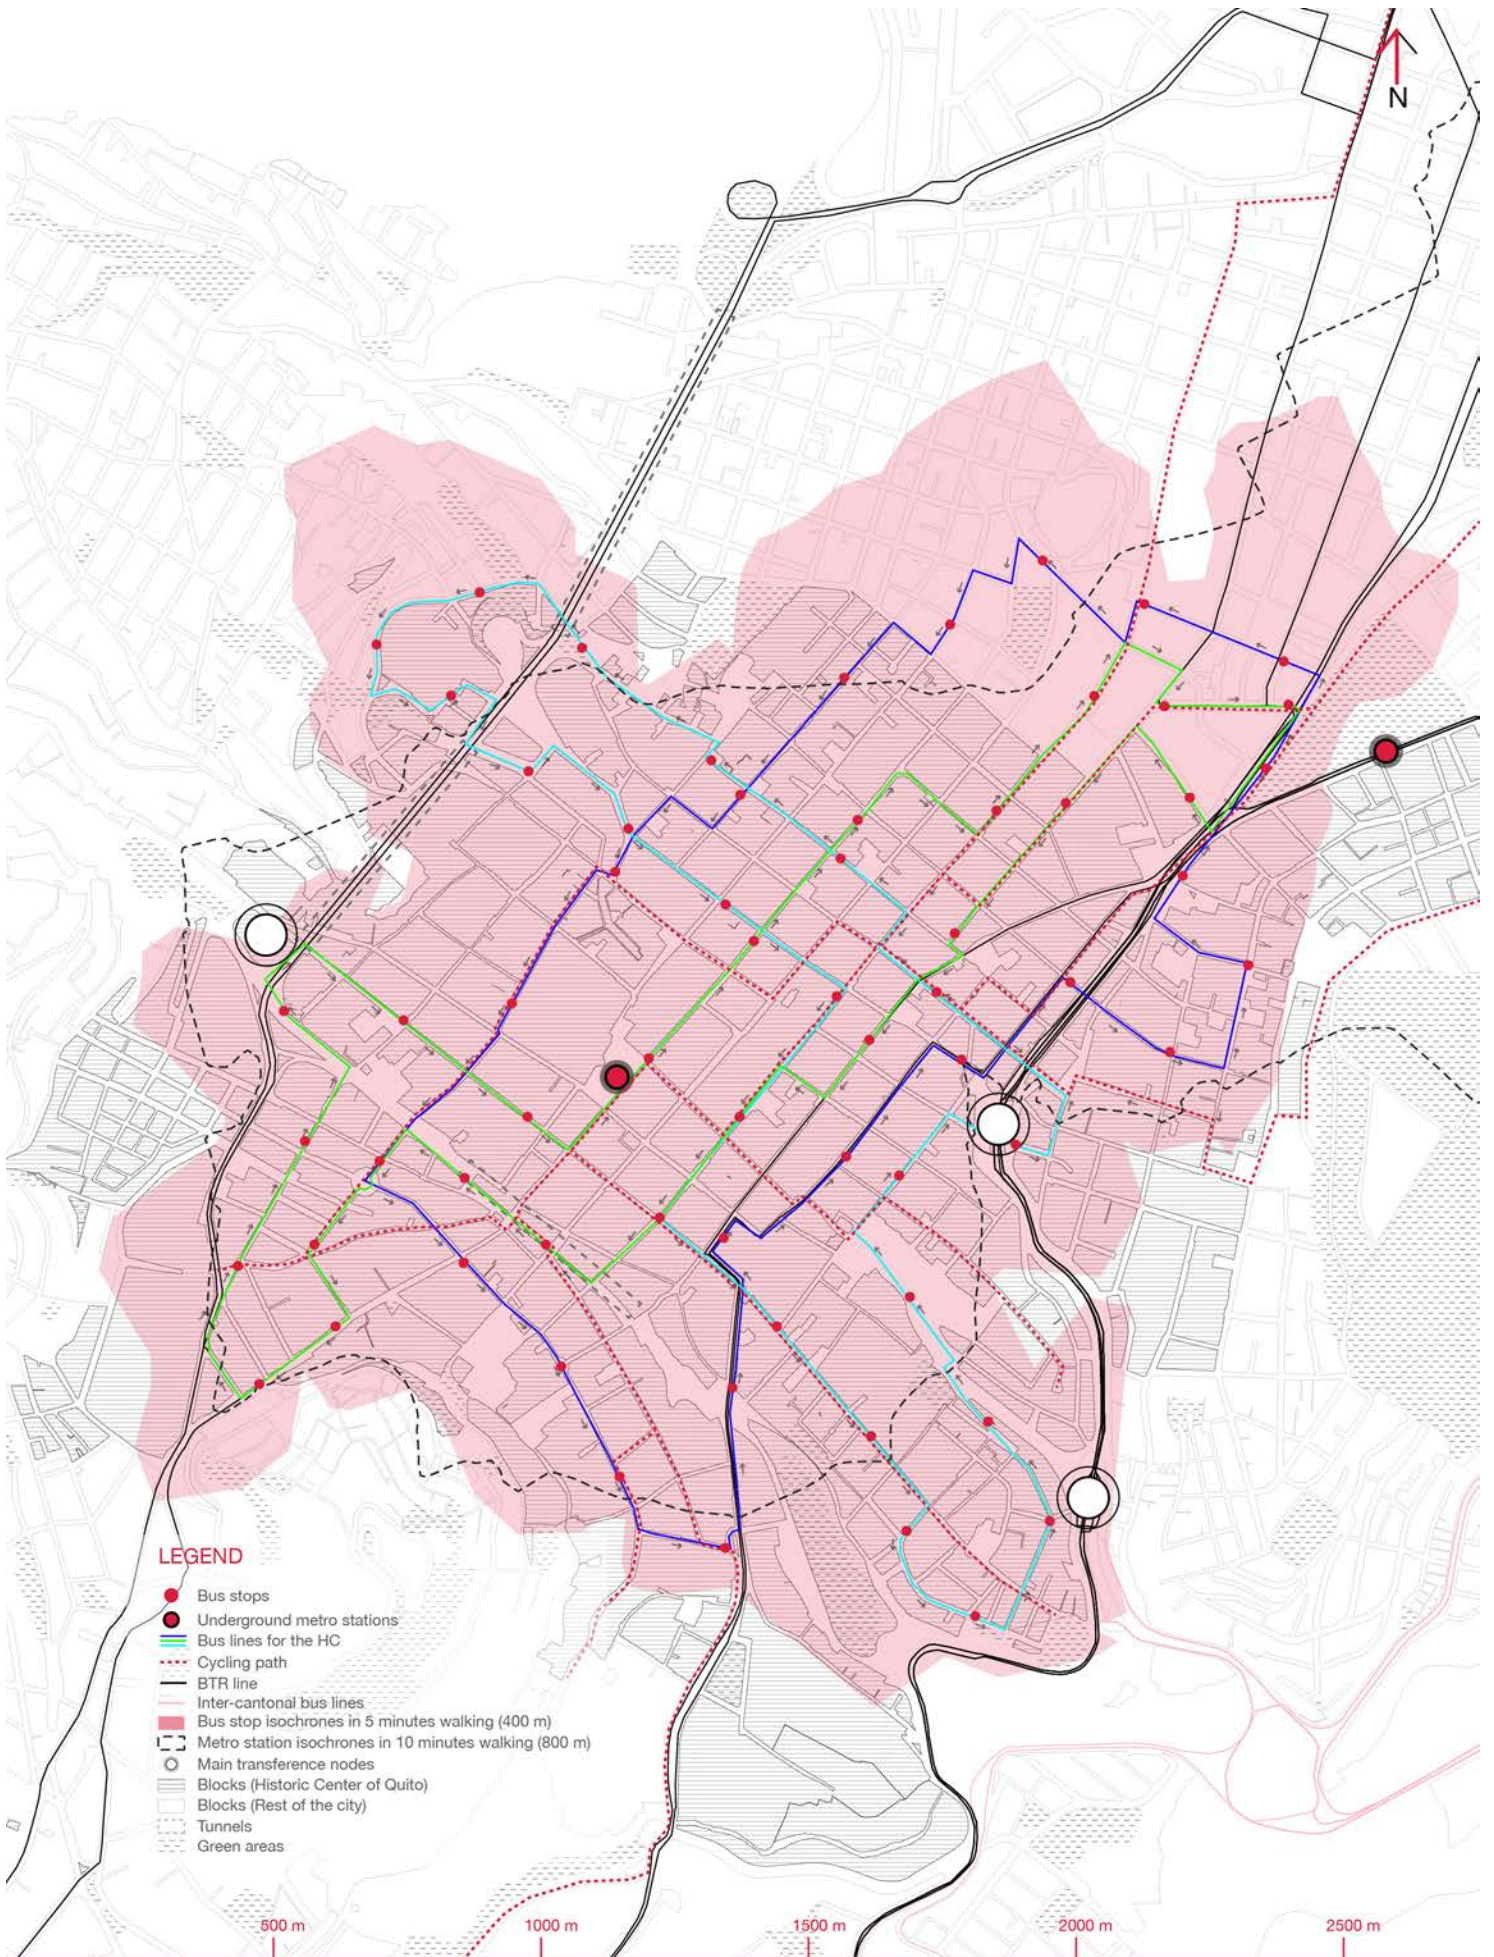 N
LEGEND
Bus stops
Underground metro stations
Bus lines for the HC
Cycling path
BTR line
Inter-cantonal bus lines
Bus stop isochrones in 5 minutes walking (400 m)
Metro station isochrones in 10 minutes walking (800 m)
Main transference nodes
Blocks (Historic Center of Quito)
Blocks (Rest of the city)
Tunnels
Green areas
500 m 1000 m 1500 m 2000 m 2500 m